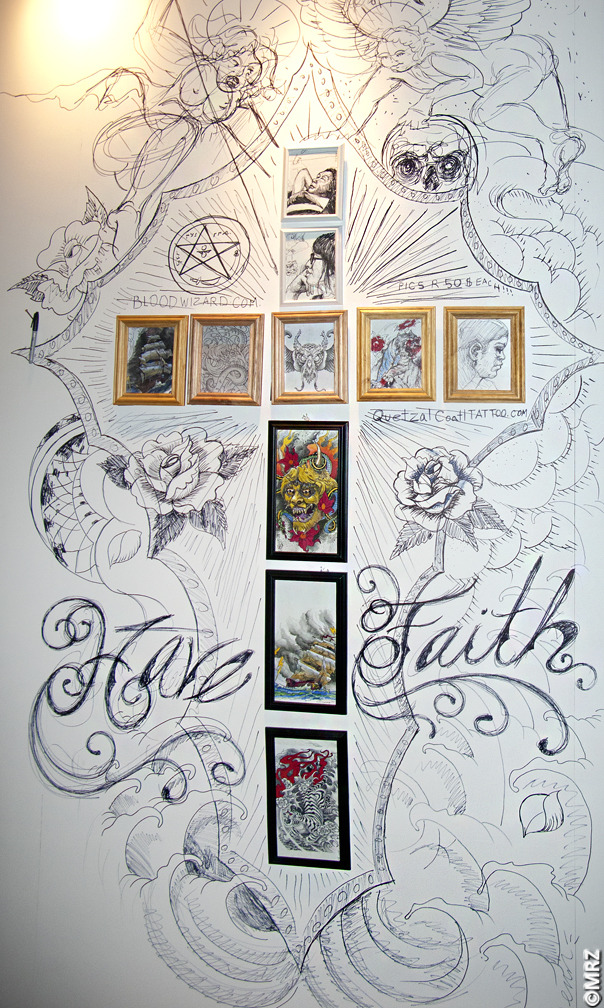 BLOODWIZARD.COM
PICS R 50 $ EACH!!!
QuetzalCoatlTATTOO.COM
Have Faith
©MRZ